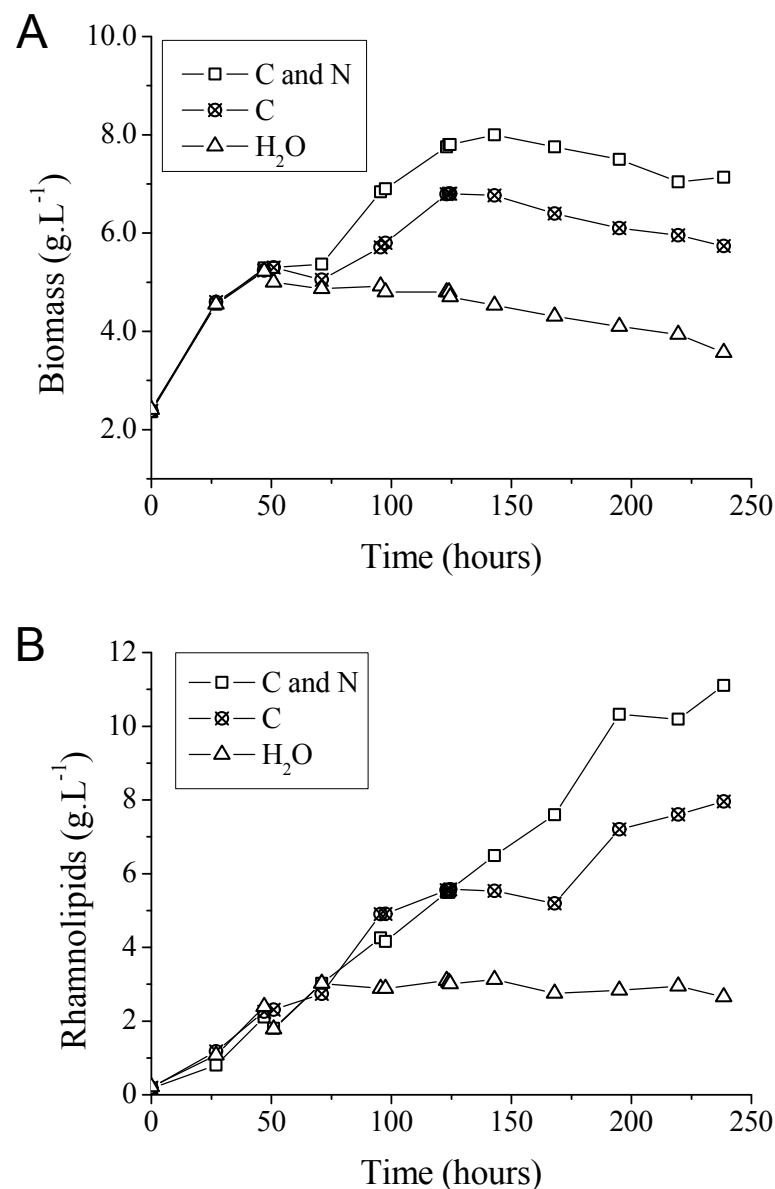 A
10.0
8.0
6.0
4.0
2.0
Biomass (g.L⁻¹)
C and N
C
H₂O
0 50 100 150 200 250
Time (hours)
B
12
10
8
6
4
2
0
Rhamnolipids (g.L⁻¹)
C and N
C
H₂O
0 50 100 150 200 250
Time (hours)